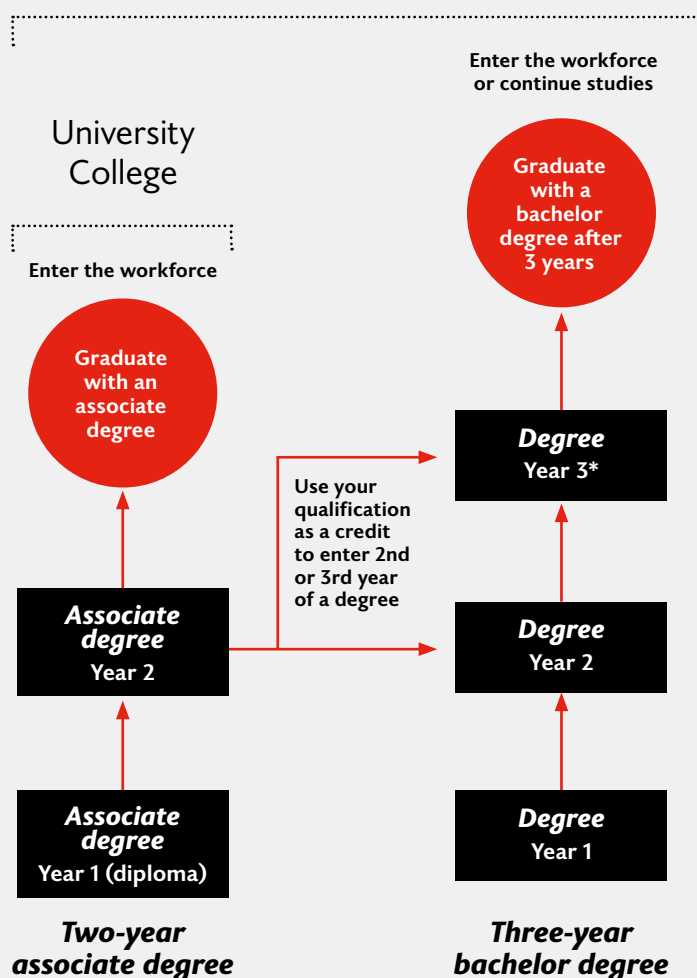 University
College
Enter the workforce
Graduate
with an
associate
degree
Associate
degree
Year 2
Associate
degree
Year 1 (diploma)
Two-year
associate degree
Use your
qualification
as a credit
to enter 2nd
or 3rd year
of a degree
Enter the workforce
or continue studies
Graduate
with a
bachelor
degree after
3 years
Degree
Year 3*
Degree
Year 2
Degree
Year 1
Three-year
bachelor degree